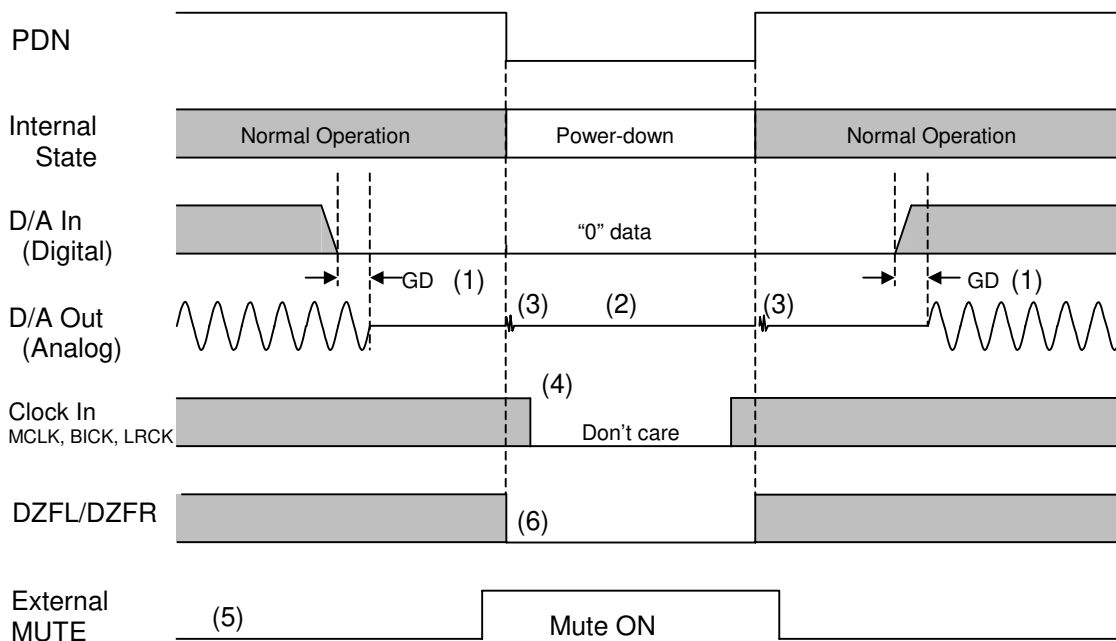 PDN
Internal
State
Normal Operation
Power-down
Normal Operation
D/A In
(Digital)
“0” data
GD (1)
GD (1)
D/A Out
(Analog)
(3)
(2)
(3)
(4)
Clock In
MCLK, BICK, LRCK
Don’t care
DZFL/DZFR
(6)
External
MUTE
(5)
Mute ON